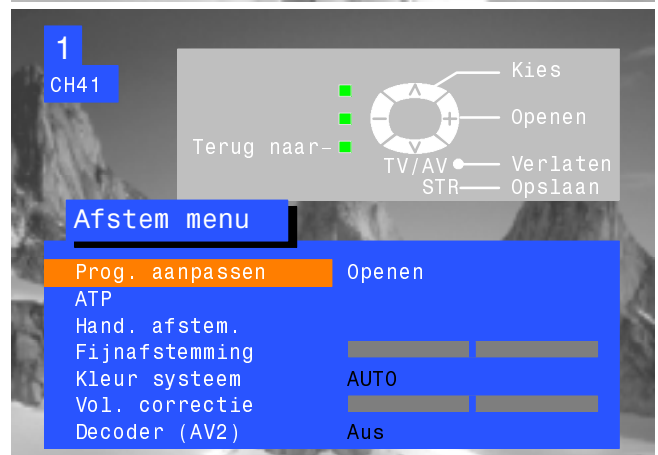 1
CH41
Kies
Openen
Terug naar
TV/AV Verlaten
STR Opslaan
Afstem menu
Prog. aanpassen Openen
ATP
Hand. afstem.
Fijnafstemming
Kleur systeem AUTO
Vol. correctie
Decoder (AV2) Aus